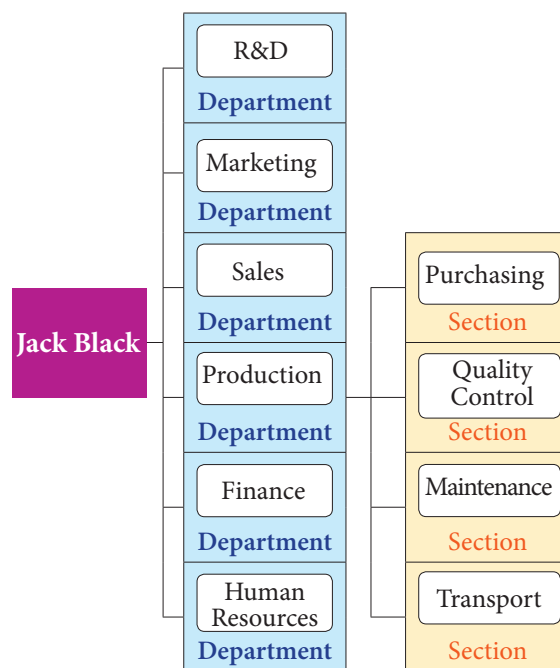 R&D
Department
Marketing
Department
Sales
Department
Jack Black
Production
Department
Finance
Department
Human
Resources
Department
Purchasing
Section
Quality
Control
Section
Maintenance
Section
Transport
Section